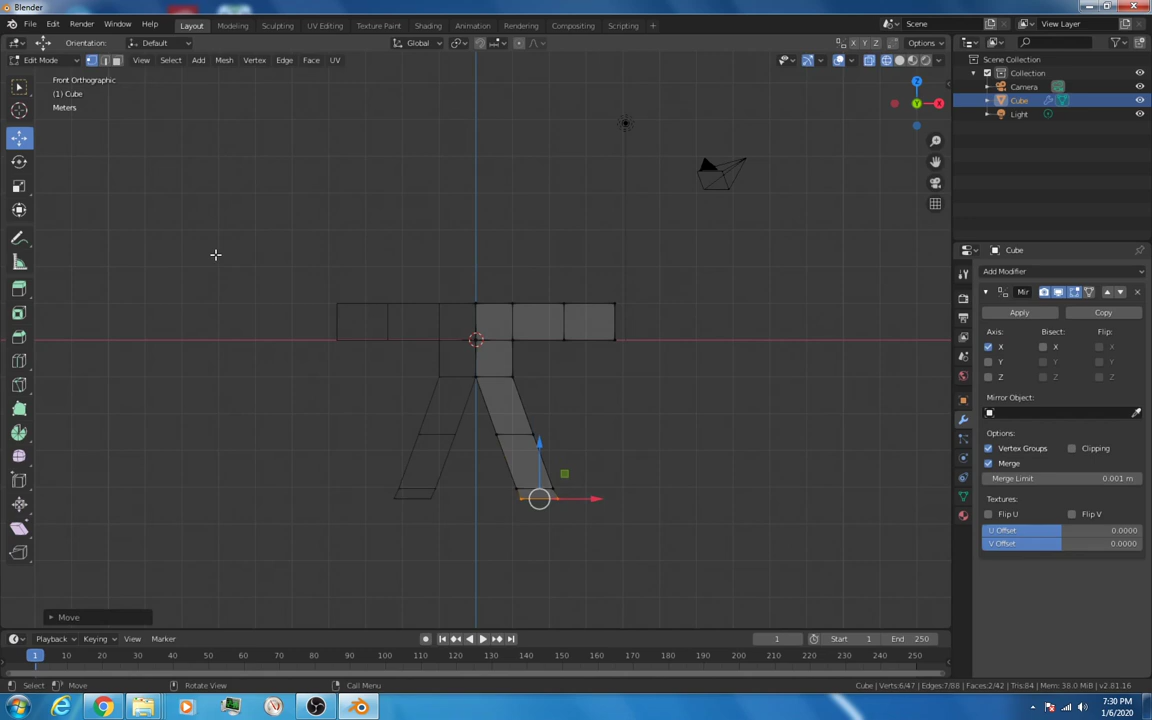 Blender
File Edit Render Window Help Layout Modeling Sculpting UV Editing Texture Paint Shading Animation Rendering Compositing Scripting + Scene View Layer
Orientation: Default Global X Y Z Options
Edit Mode View Select Add Mesh Vertex Edge Face UV
Front Orthographic
(1) Cube
Meters
Z
Y
X
Scene Collection
Collection
Camera
Cube
Light
Cube
Add Modifier
Mir
Apply Copy
Axis: Bisect: Flip:
X X X
Y Y Y
Z Z Z
Mirror Object:
Options:
Vertex Groups Clipping
Merge
Merge Limit 0.001 m
Textures:
Flip U Flip V
U Offset 0.0000
V Offset 0.0000
Move
Playback Keying View Marker 1 Start 1 End 250
1 10 20 30 40 50 60 70 80 90 100 110 120 130 140 150 160 170 180 190 200 210 220 230 240 250
Select Move Rotate View Call Menu Cube | Verts:6/47 | Edges:7/88 | Faces:2/42 | Tris:84 | Mem: 38.0 MiB | v2.81.16
7:30 PM
1/6/2020